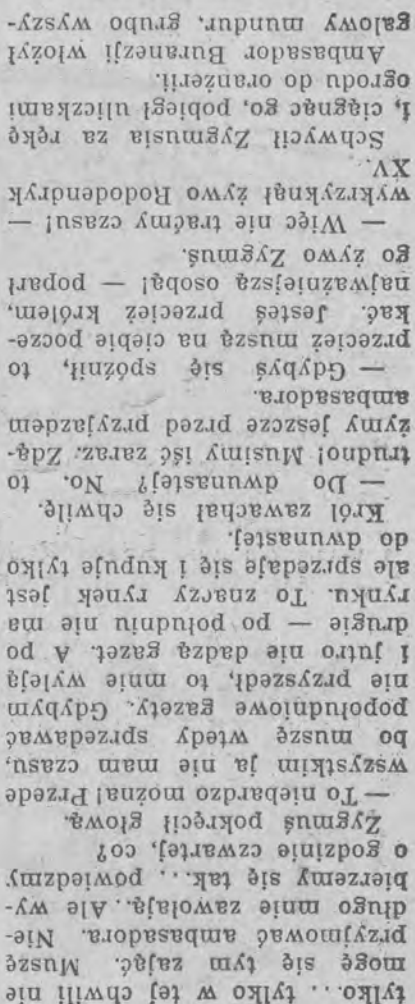 tylko... tylko w tej chwili nie
mogę się tym zająć. Muszę
przyjmować ambasadora. Nie-
długo mnie zawołają. Ale wy-
bierzemy się tak... powiedzmy
o godzinie czwartej, co?
Zygmuś pokręcił głową.
— To niebardzo można! Przede
wszystkim ja nie mam czasu,
bo muszę wtedy sprzedawać
popołudniowe gazety. Gdybym
nie przyszedł, to mnie wyleją
i jutro nie dadzą gazet. A po
drugie — po południu nie ma
rynku. To znaczy rynek jest
ale sprzedaje się i kupuje tylko
do dwunastej.
Król zawachał się chwilę.
— Do dwunastej? No, to
trudno! Musimy iść zaraz. Zdą-
żymy jeszcze przed przyjazdem
ambasadora.
— Gdybyś się spóźnił, to
przecież muszą na ciebie pocze-
kać. Jesteś przecież królem,
najważniejszą osobą! — poparł
go żywo Zygmuś.
— Więc nie traćmy czasu! —
wykrzyknął żywo Rododendryk
XV.
Schwycił Zygmusia za rękę
i, ciągnąc go, pobiegł uliczkami
ogrodu do oranżerii.
Ambasador Buranezji włożył
galowy mundur, grubo wyszy-